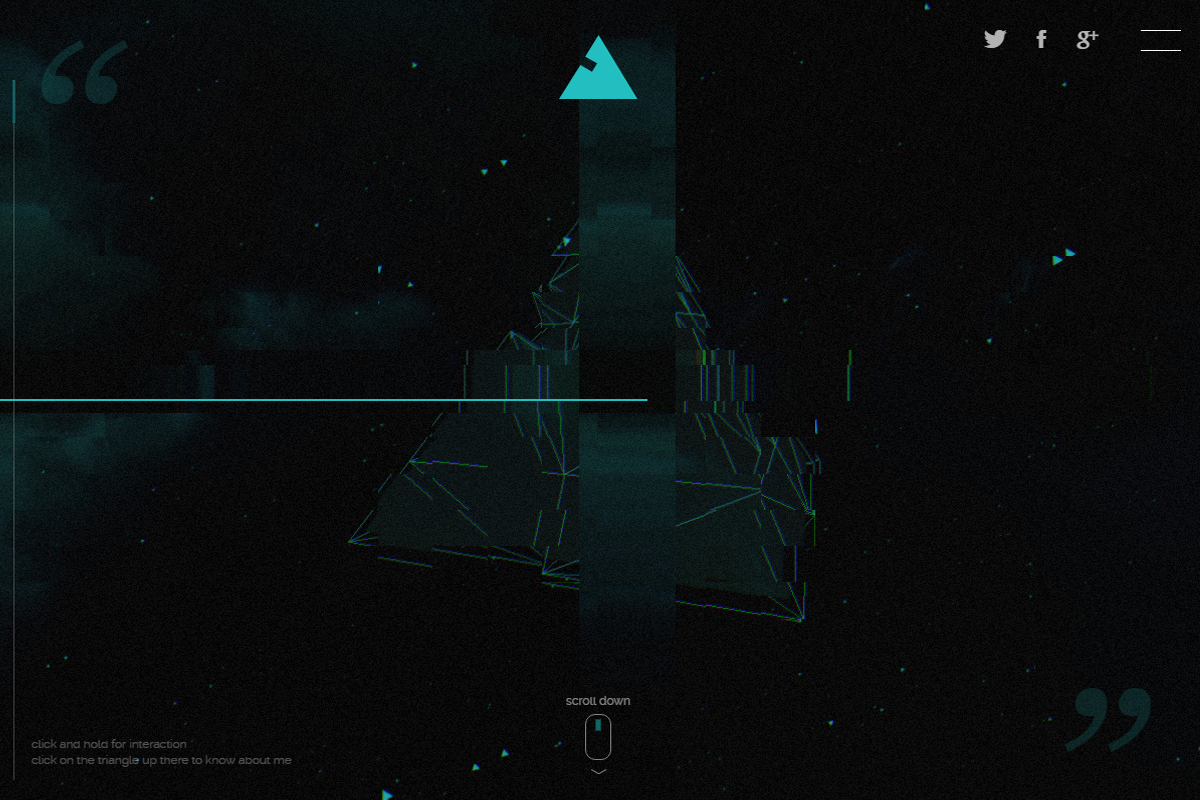 scroll down
click and hold for interaction
click on the triangle up there to know about me